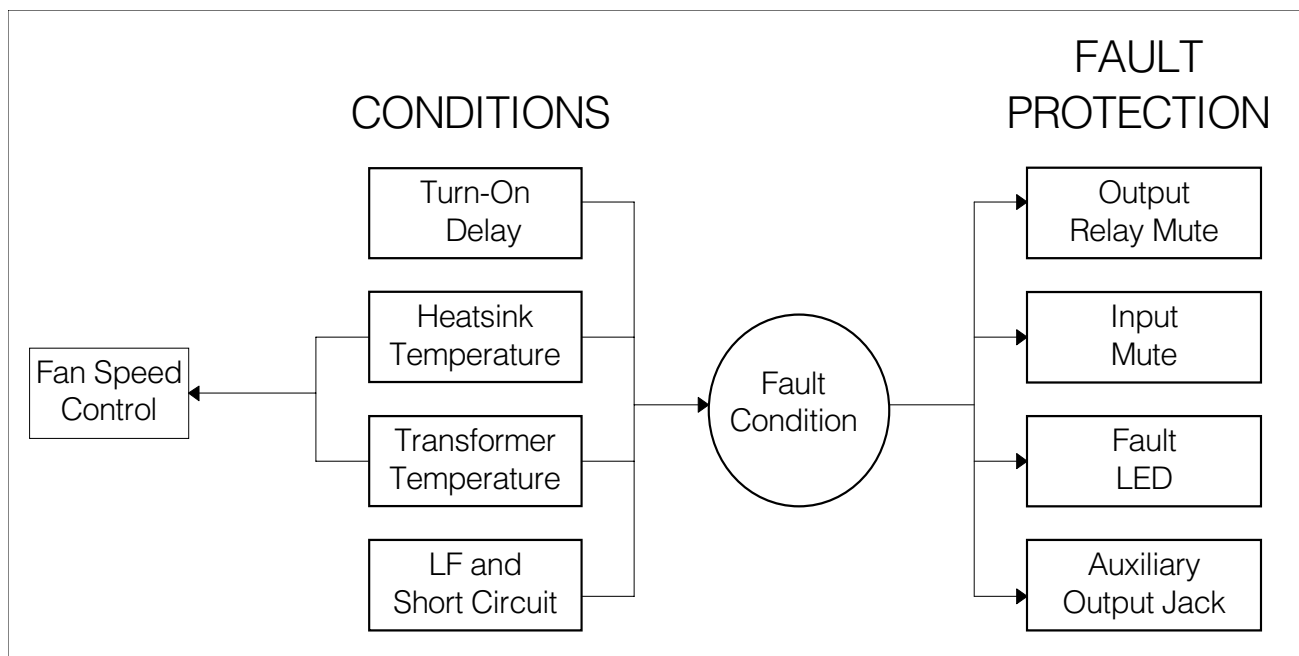 CONDITIONS
FAULT
PROTECTION
Turn-On
Delay
Heatsink
Temperature
Transformer
Temperature
LF and
Short Circuit
Fan Speed
Control
Fault
Condition
Output
Relay Mute
Input
Mute
Fault
LED
Auxiliary
Output Jack